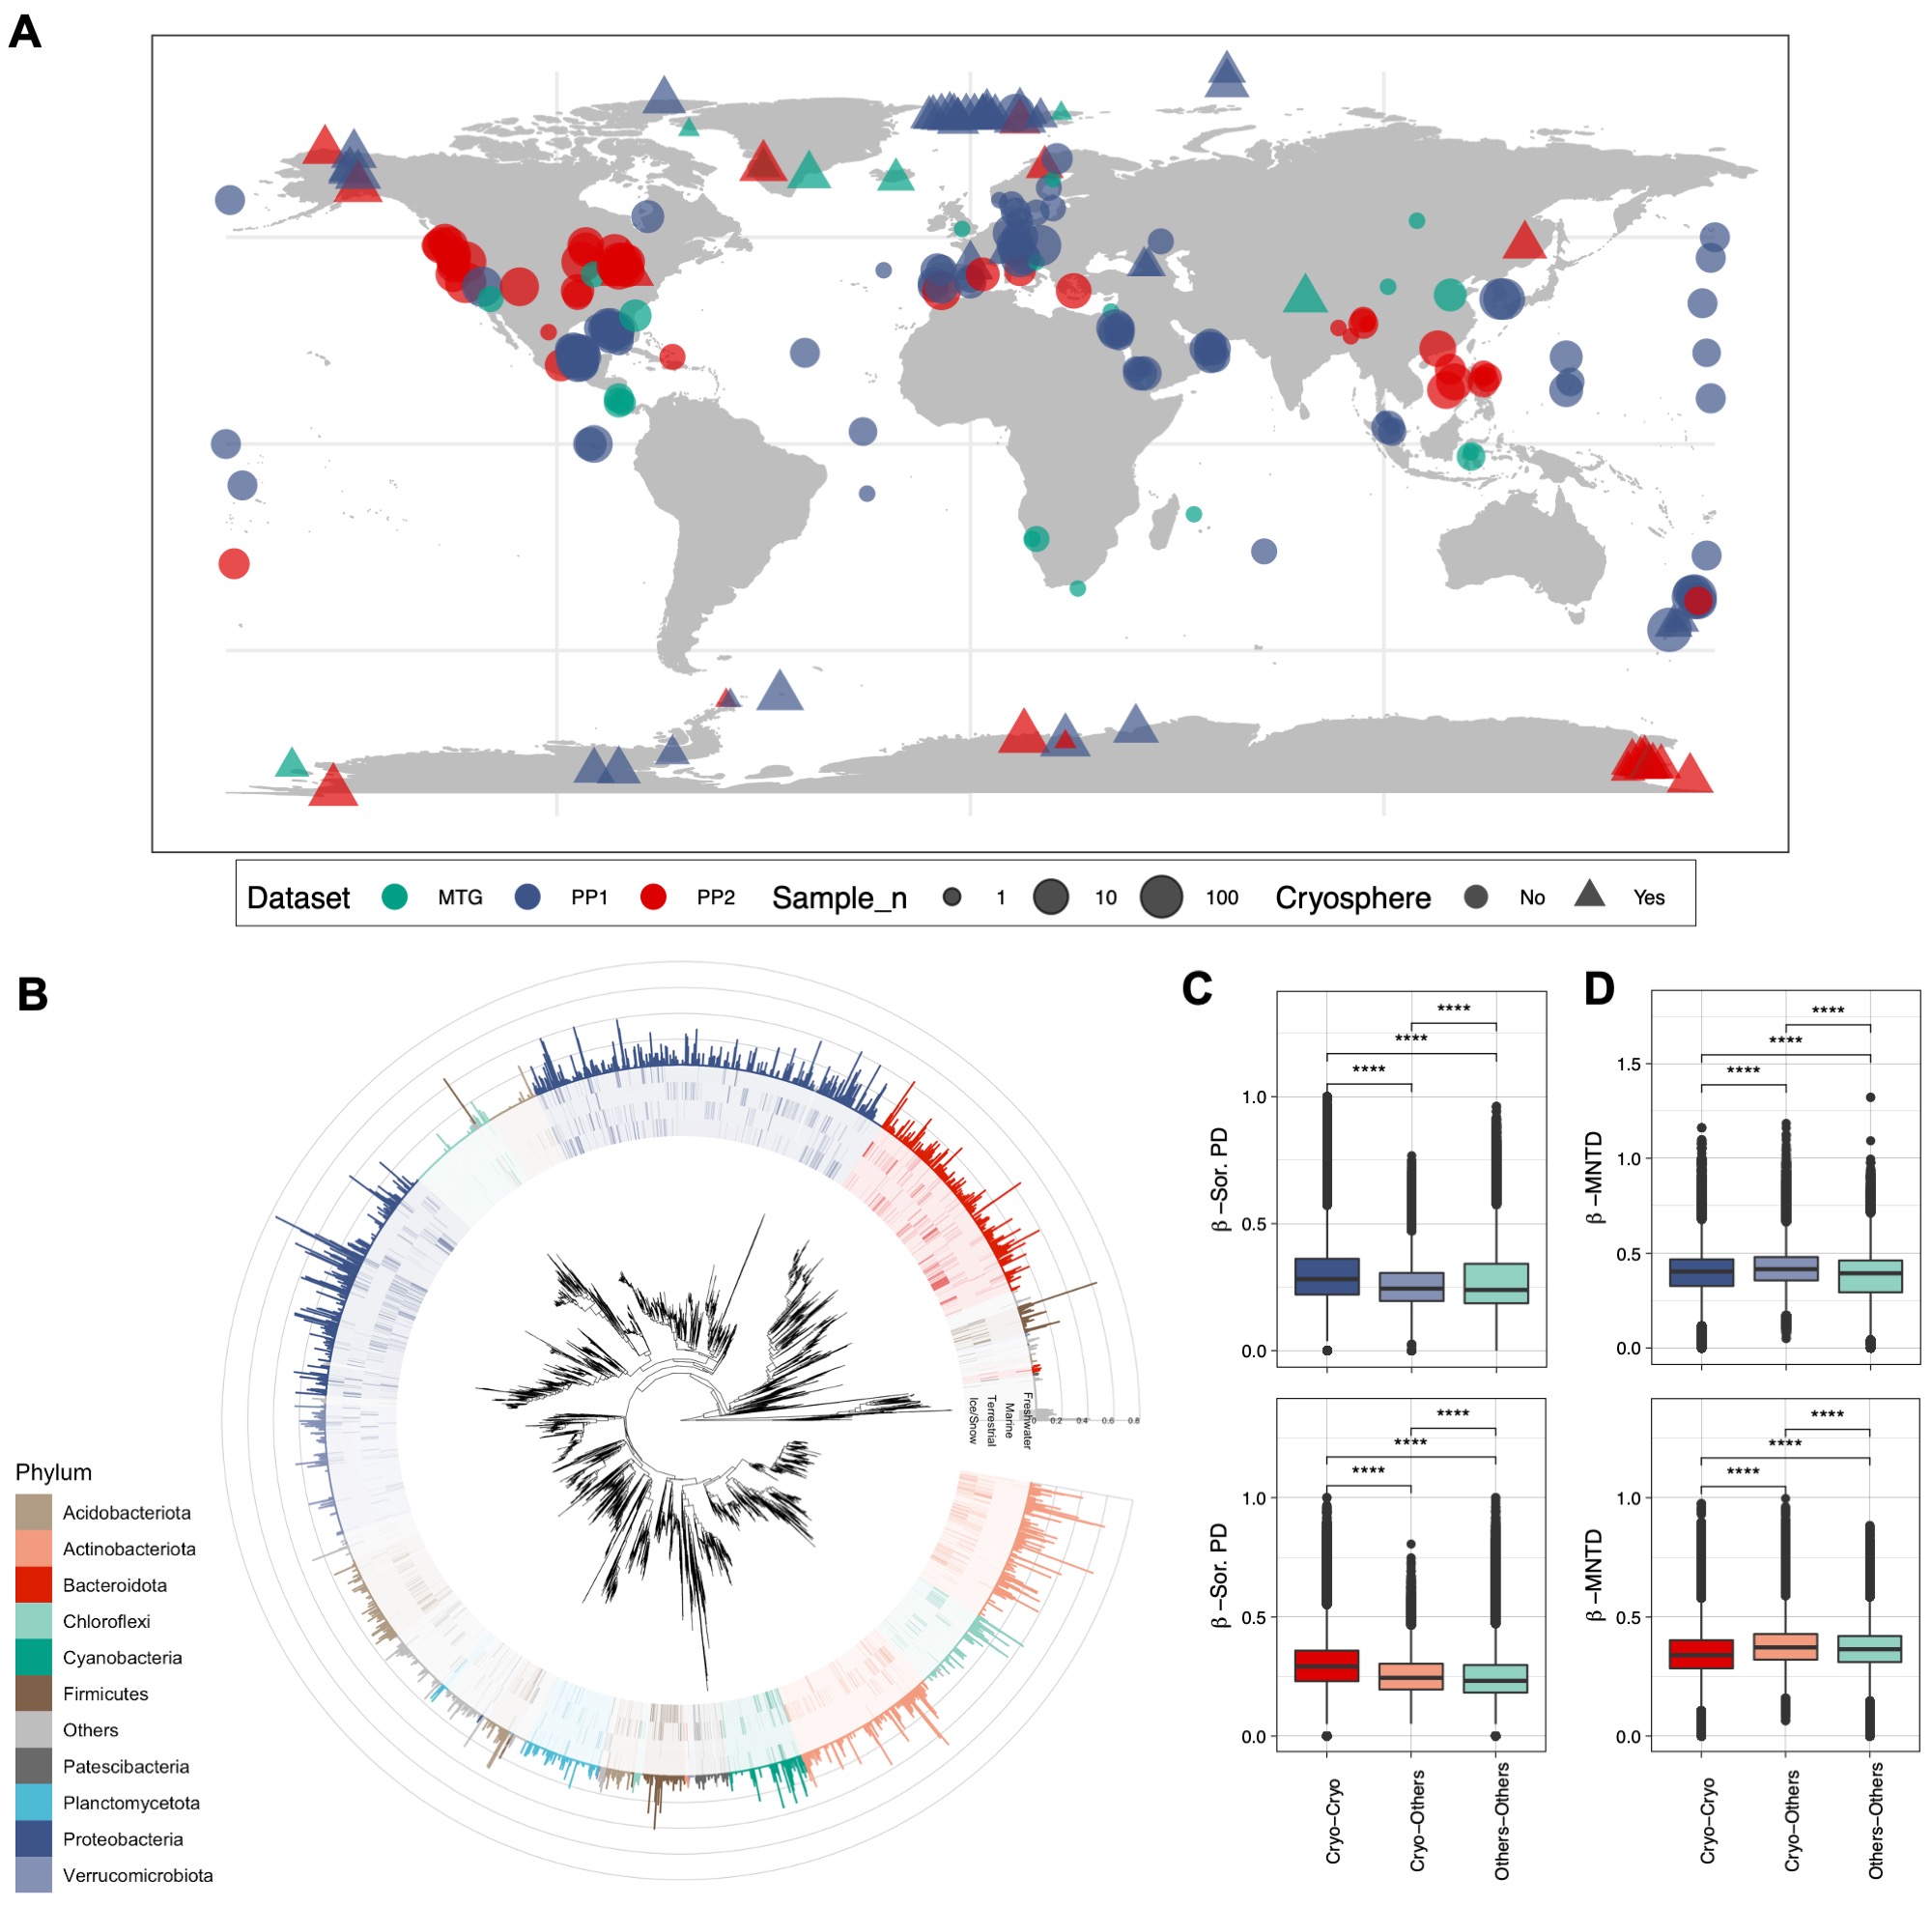 A
Dataset MTG PP1 PP2 Sample_n 1 10 100 Cryosphere No Yes
B
Freshwater
Marine
Terrestrial
Ice/Snow
0.2 0.4 0.6 0.8
Phylum
Acidobacteriota
Actinobacteriota
Bacteroidota
Chloroflexi
Cyanobacteria
Firmicutes
Others
Patescibacteria
Planctomycetota
Proteobacteria
Verrucomicrobiota
C
β −Sor. PD
1.0
0.5
0.0
****
****
****
β −Sor. PD
1.0
0.5
0.0
****
****
****
Cryo−Cryo
Cryo−Others
Others−Others
D
β −MNTD
1.5
1.0
0.5
0.0
****
****
****
β −MNTD
1.0
0.5
0.0
****
****
****
Cryo−Cryo
Cryo−Others
Others−Others